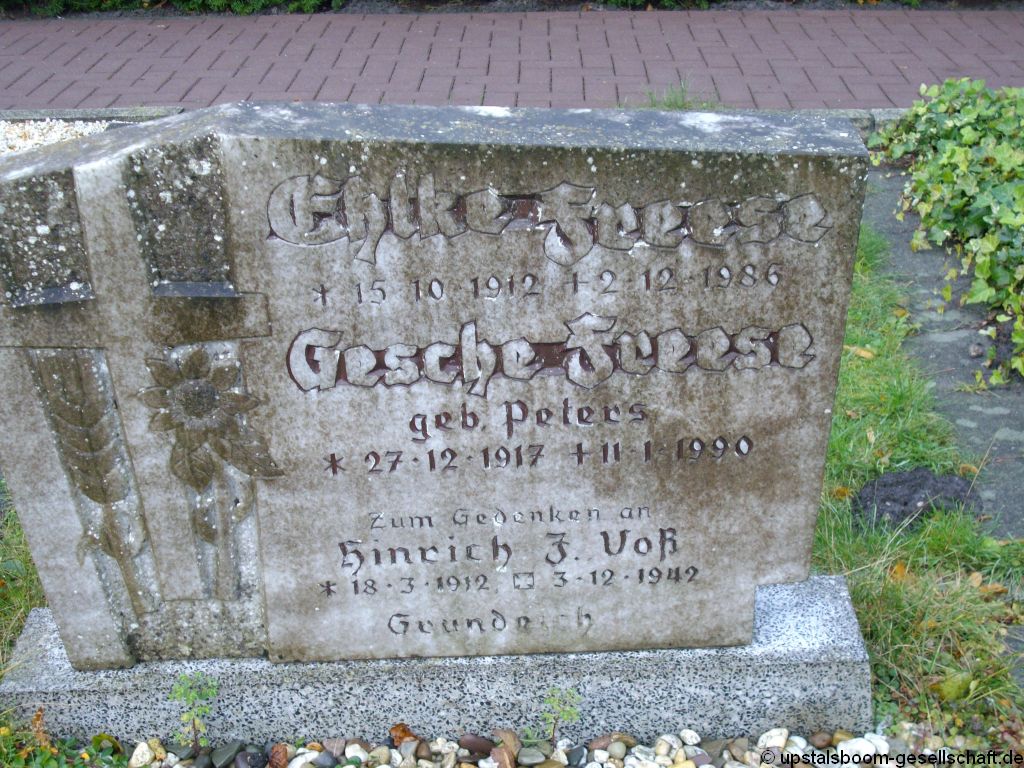 Ehlke Freese
* 15·10·1912 + 2·12·1986
Gesche Freese
geb. Peters
* 27·12·1917 + 11·1·1990
Zum Gedenken an
Hinrich J. Voß
* 18·3·1912 3·12·1942
Groundeich
© upstalsboom-gesellschaft.de